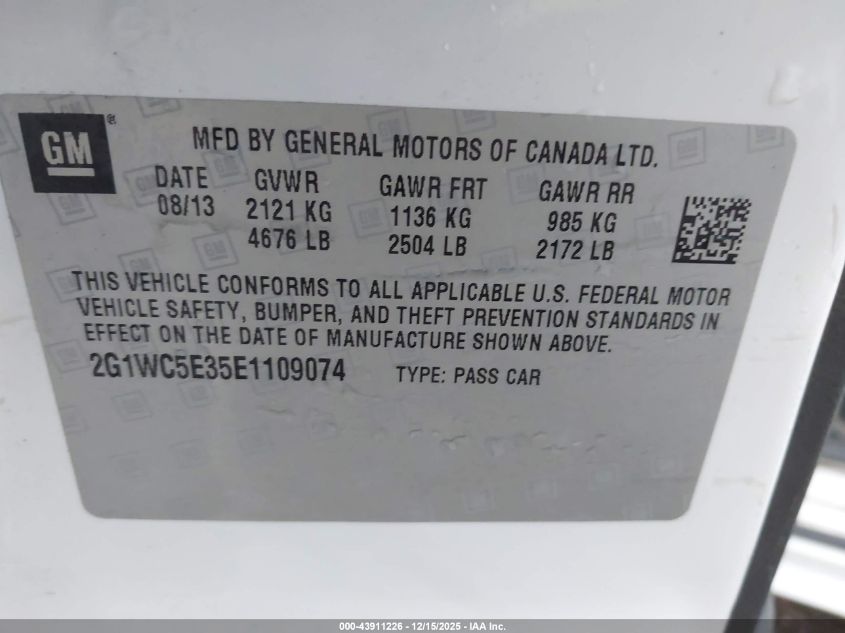 GM®
MFD BY GENERAL MOTORS OF CANADA LTD.
DATE GVWR GAWR FRT GAWR RR
08/13 2121 KG 1136 KG 985 KG
4676 LB 2504 LB 2172 LB
THIS VEHICLE CONFORMS TO ALL APPLICABLE U.S. FEDERAL MOTOR
VEHICLE SAFETY, BUMPER, AND THEFT PREVENTION STANDARDS IN
EFFECT ON THE DATE OF MANUFACTURE SHOWN ABOVE.
2G1WC5E35E1109074 TYPE: PASS CAR
000-43911226 - 12/15/2025 - IAA Inc.